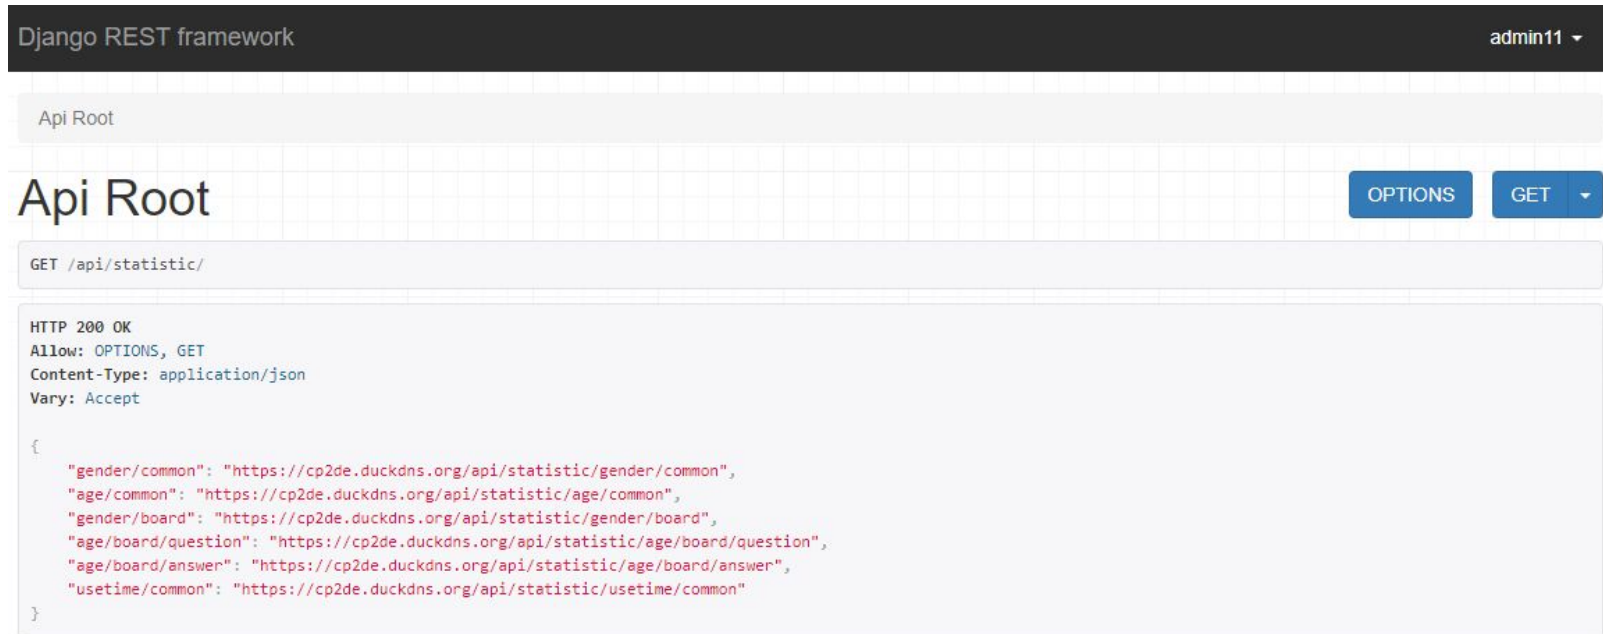 Django REST framework
admin11
Api Root
Api Root
OPTIONS
GET
GET /api/statistic/
HTTP 200 OK
Allow: OPTIONS, GET
Content-Type: application/json
Vary: Accept
{
    "gender/common": "https://cp2de.duckdns.org/api/statistic/gender/common",
    "age/common": "https://cp2de.duckdns.org/api/statistic/age/common",
    "gender/board": "https://cp2de.duckdns.org/api/statistic/gender/board",
    "age/board/question": "https://cp2de.duckdns.org/api/statistic/age/board/question",
    "age/board/answer": "https://cp2de.duckdns.org/api/statistic/age/board/answer",
    "usetime/common": "https://cp2de.duckdns.org/api/statistic/usetime/common"
}